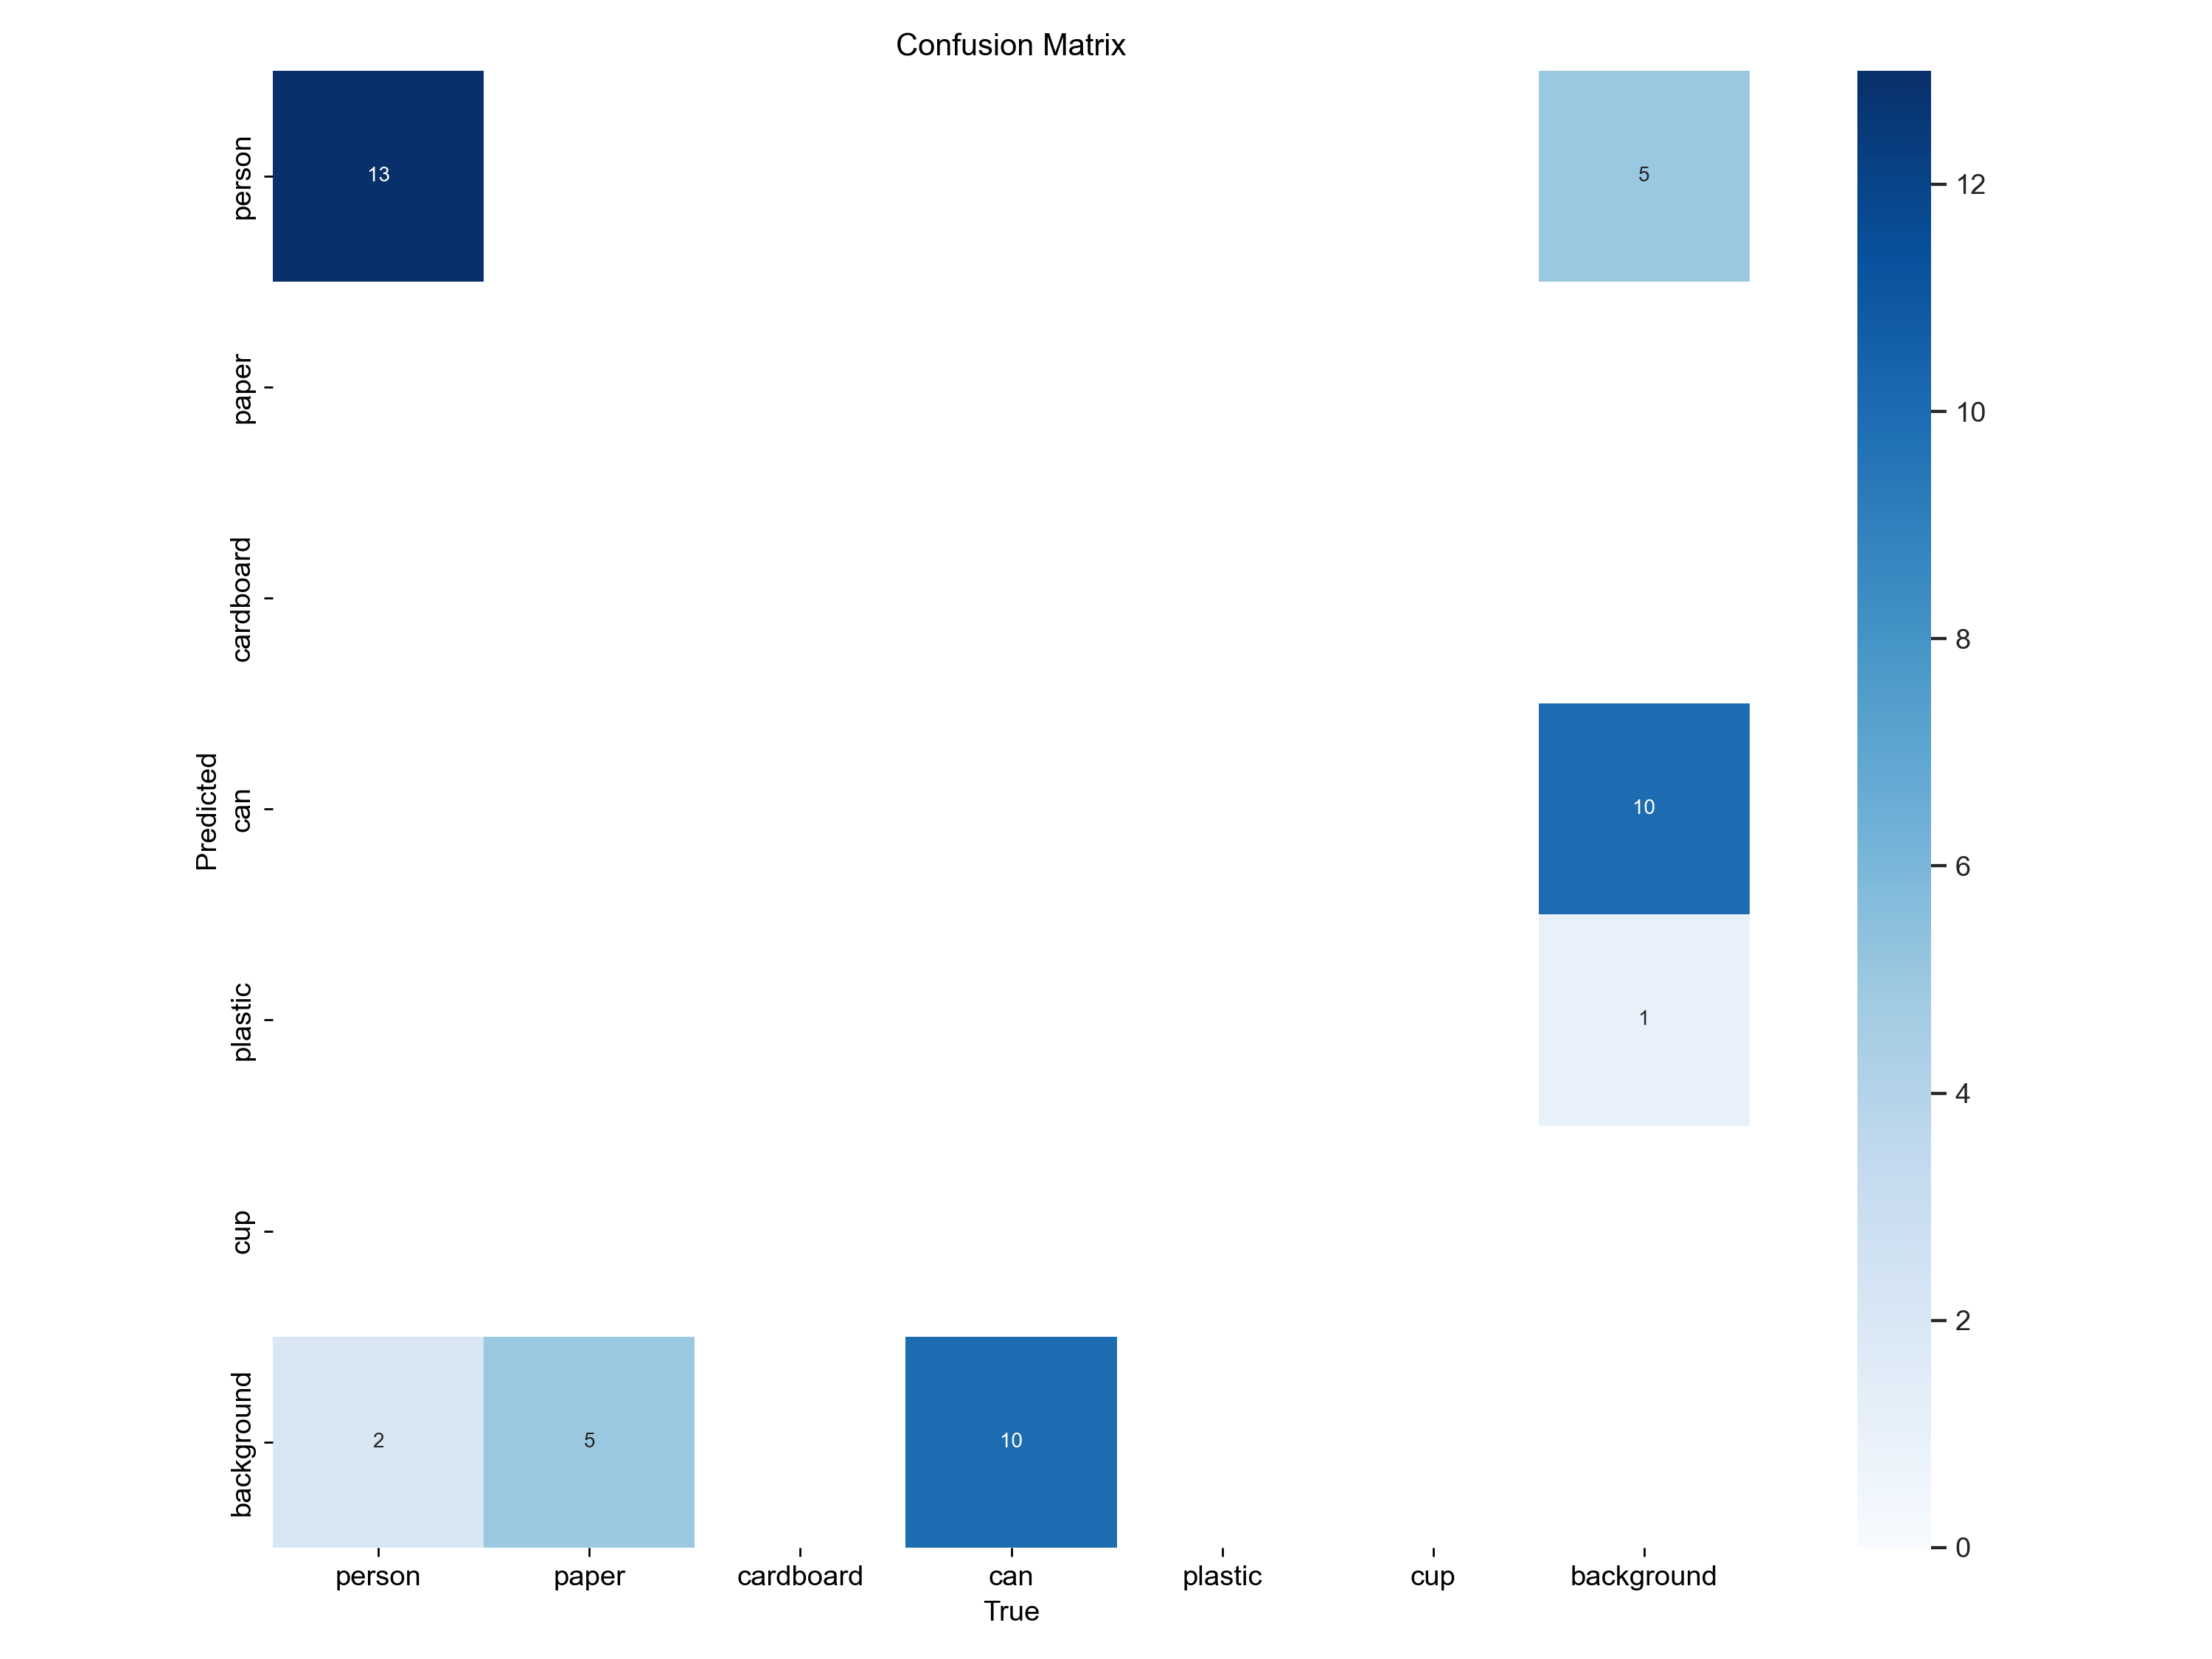 Confusion Matrix
person
paper
cardboard
can
plastic
cup
background
Predicted
13
5
10
1
2
5
10
person
paper
cardboard
can
plastic
cup
background
True
12
10
8
6
4
2
0